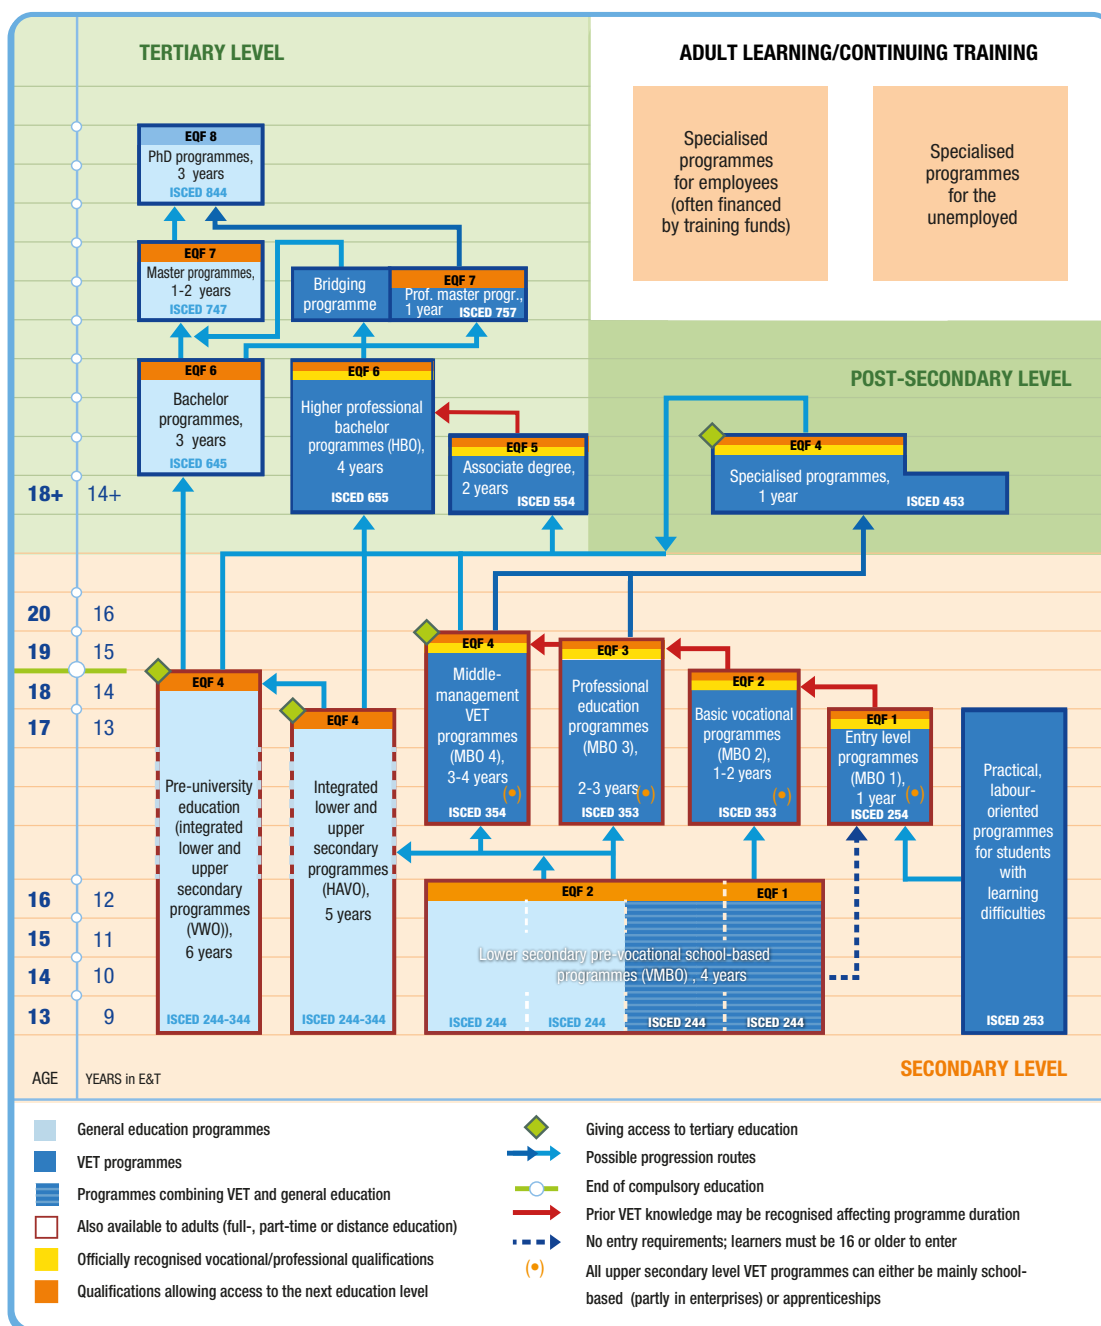 TERTIARY LEVEL
ADULT LEARNING/CONTINUING TRAINING
Specialised
programmes
for employees
(often financed
by training funds)
Specialised
programmes
for the
unemployed
EQF 8
PhD programmes,
3 years
ISCED 844
EQF 7
Master programmes,
1-2 years
ISCED 747
Bridging
programme
EQF 7
Prof. master progr.,
1 year
ISCED 757
POST-SECONDARY LEVEL
EQF 6
Bachelor
programmes,
3 years
ISCED 645
EQF 6
Higher professional
bachelor
programmes (HBO),
4 years
ISCED 655
EQF 5
Associate degree,
2 years
ISCED 554
EQF 4
Specialised programmes,
1 year
ISCED 453
18+ 14+
20 16
19 15
18 14
17 13
16 12
15 11
14 10
13 9
AGE YEARS in E&T
EQF 4
Pre-university
education
(integrated
lower and
upper
secondary
programmes
(VWO)),
6 years
ISCED 244-344
EQF 4
Integrated
lower and
upper
secondary
programmes
(HAVO),
5 years
ISCED 244-344
EQF 4
Middle-
management
VET
programmes
(MBO 4),
3-4 years
(•)
ISCED 354
EQF 3
Professional
education
programmes
(MBO 3),
2-3 years
(•)
ISCED 353
EQF 2
Basic vocational
programmes
(MBO 2),
1-2 years
(•)
ISCED 353
EQF 1
Entry level
programmes
(MBO 1),
1 year
(•)
ISCED 254
Practical,
labour-
oriented
programmes
for students
with
learning
difficulties
ISCED 253
EQF 2
EQF 1
Lower secondary pre-vocational school-based
programmes (VMBO) , 4 years
ISCED 244
ISCED 244
ISCED 244
ISCED 244
SECONDARY LEVEL
General education programmes
VET programmes
Programmes combining VET and general education
Also available to adults (full-, part-time or distance education)
Officially recognised vocational/professional qualifications
Qualifications allowing access to the next education level
Giving access to tertiary education
Possible progression routes
End of compulsory education
Prior VET knowledge may be recognised affecting programme duration
No entry requirements; learners must be 16 or older to enter
(•)
All upper secondary level VET programmes can either be mainly school-
based (partly in enterprises) or apprenticeships